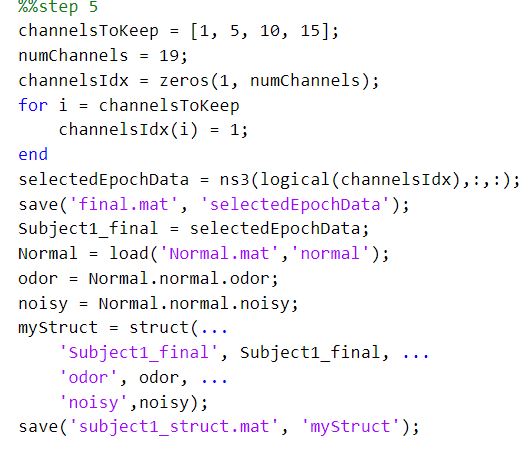 %%step 5
channelsToKeep = [1, 5, 10, 15];
numChannels = 19;
channelsIdx = zeros(1, numChannels);
for i = channelsToKeep
    channelsIdx(i) = 1;
end
selectedEpochData = ns3(logical(channelsIdx),:,:);
save('final.mat', 'selectedEpochData');
Subject1_final = selectedEpochData;
Normal = load('Normal.mat','normal');
odor = Normal.normal.odor;
noisy = Normal.normal.noisy;
myStruct = struct(...
    'Subject1_final', Subject1_final, ...
    'odor', odor, ...
    'noisy',noisy);
save('subject1_struct.mat', 'myStruct');